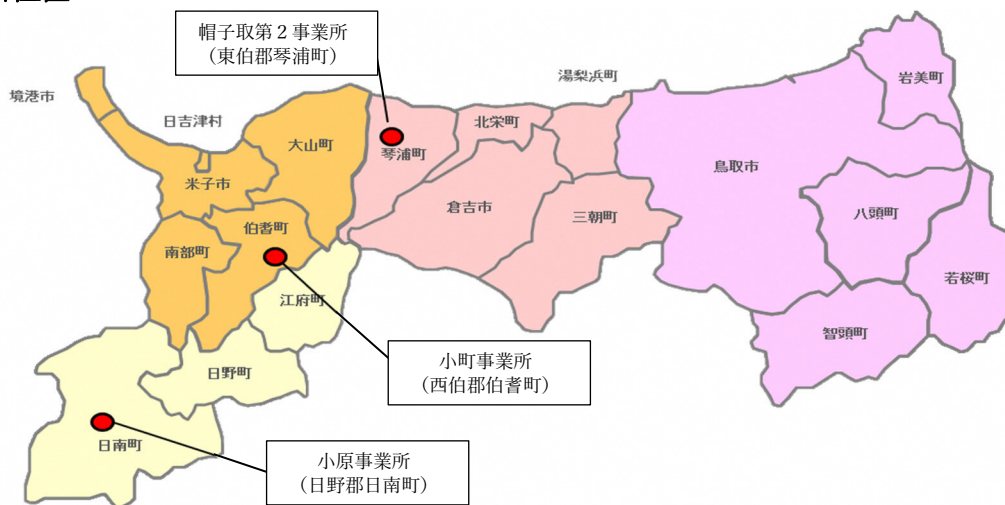 帽子取第２事業所
（東伯郡琴浦町）
湯梨浜町
岩美町
境港市
日吉津村
大山町
北栄町
琴浦町
鳥取市
米子市
倉吉市
三朝町
八頭町
伯耆町
南部町
江府町
若桜町
智頭町
小町事業所
（西伯郡伯耆町）
日野町
日南町
小原事業所
（日野郡日南町）